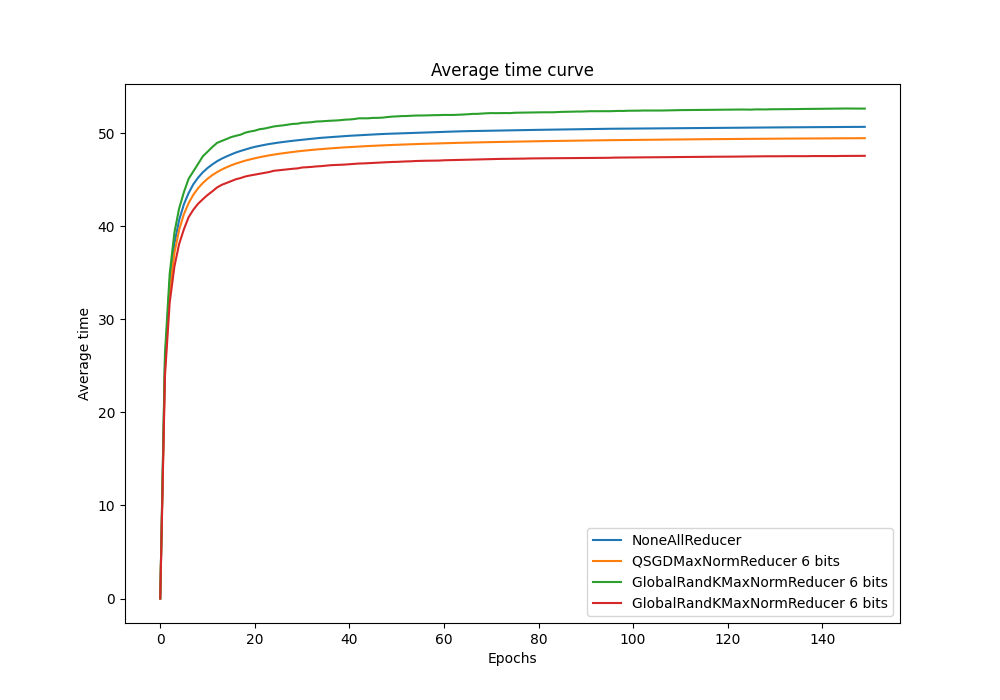 Average time curve
Average time
50
40
30
20
10
0
0 20 40 60 80 100 120 140
Epochs
NoneAllReducer
QSGDMaxNormReducer 6 bits
GlobalRandKMaxNormReducer 6 bits
GlobalRandKMaxNormReducer 6 bits